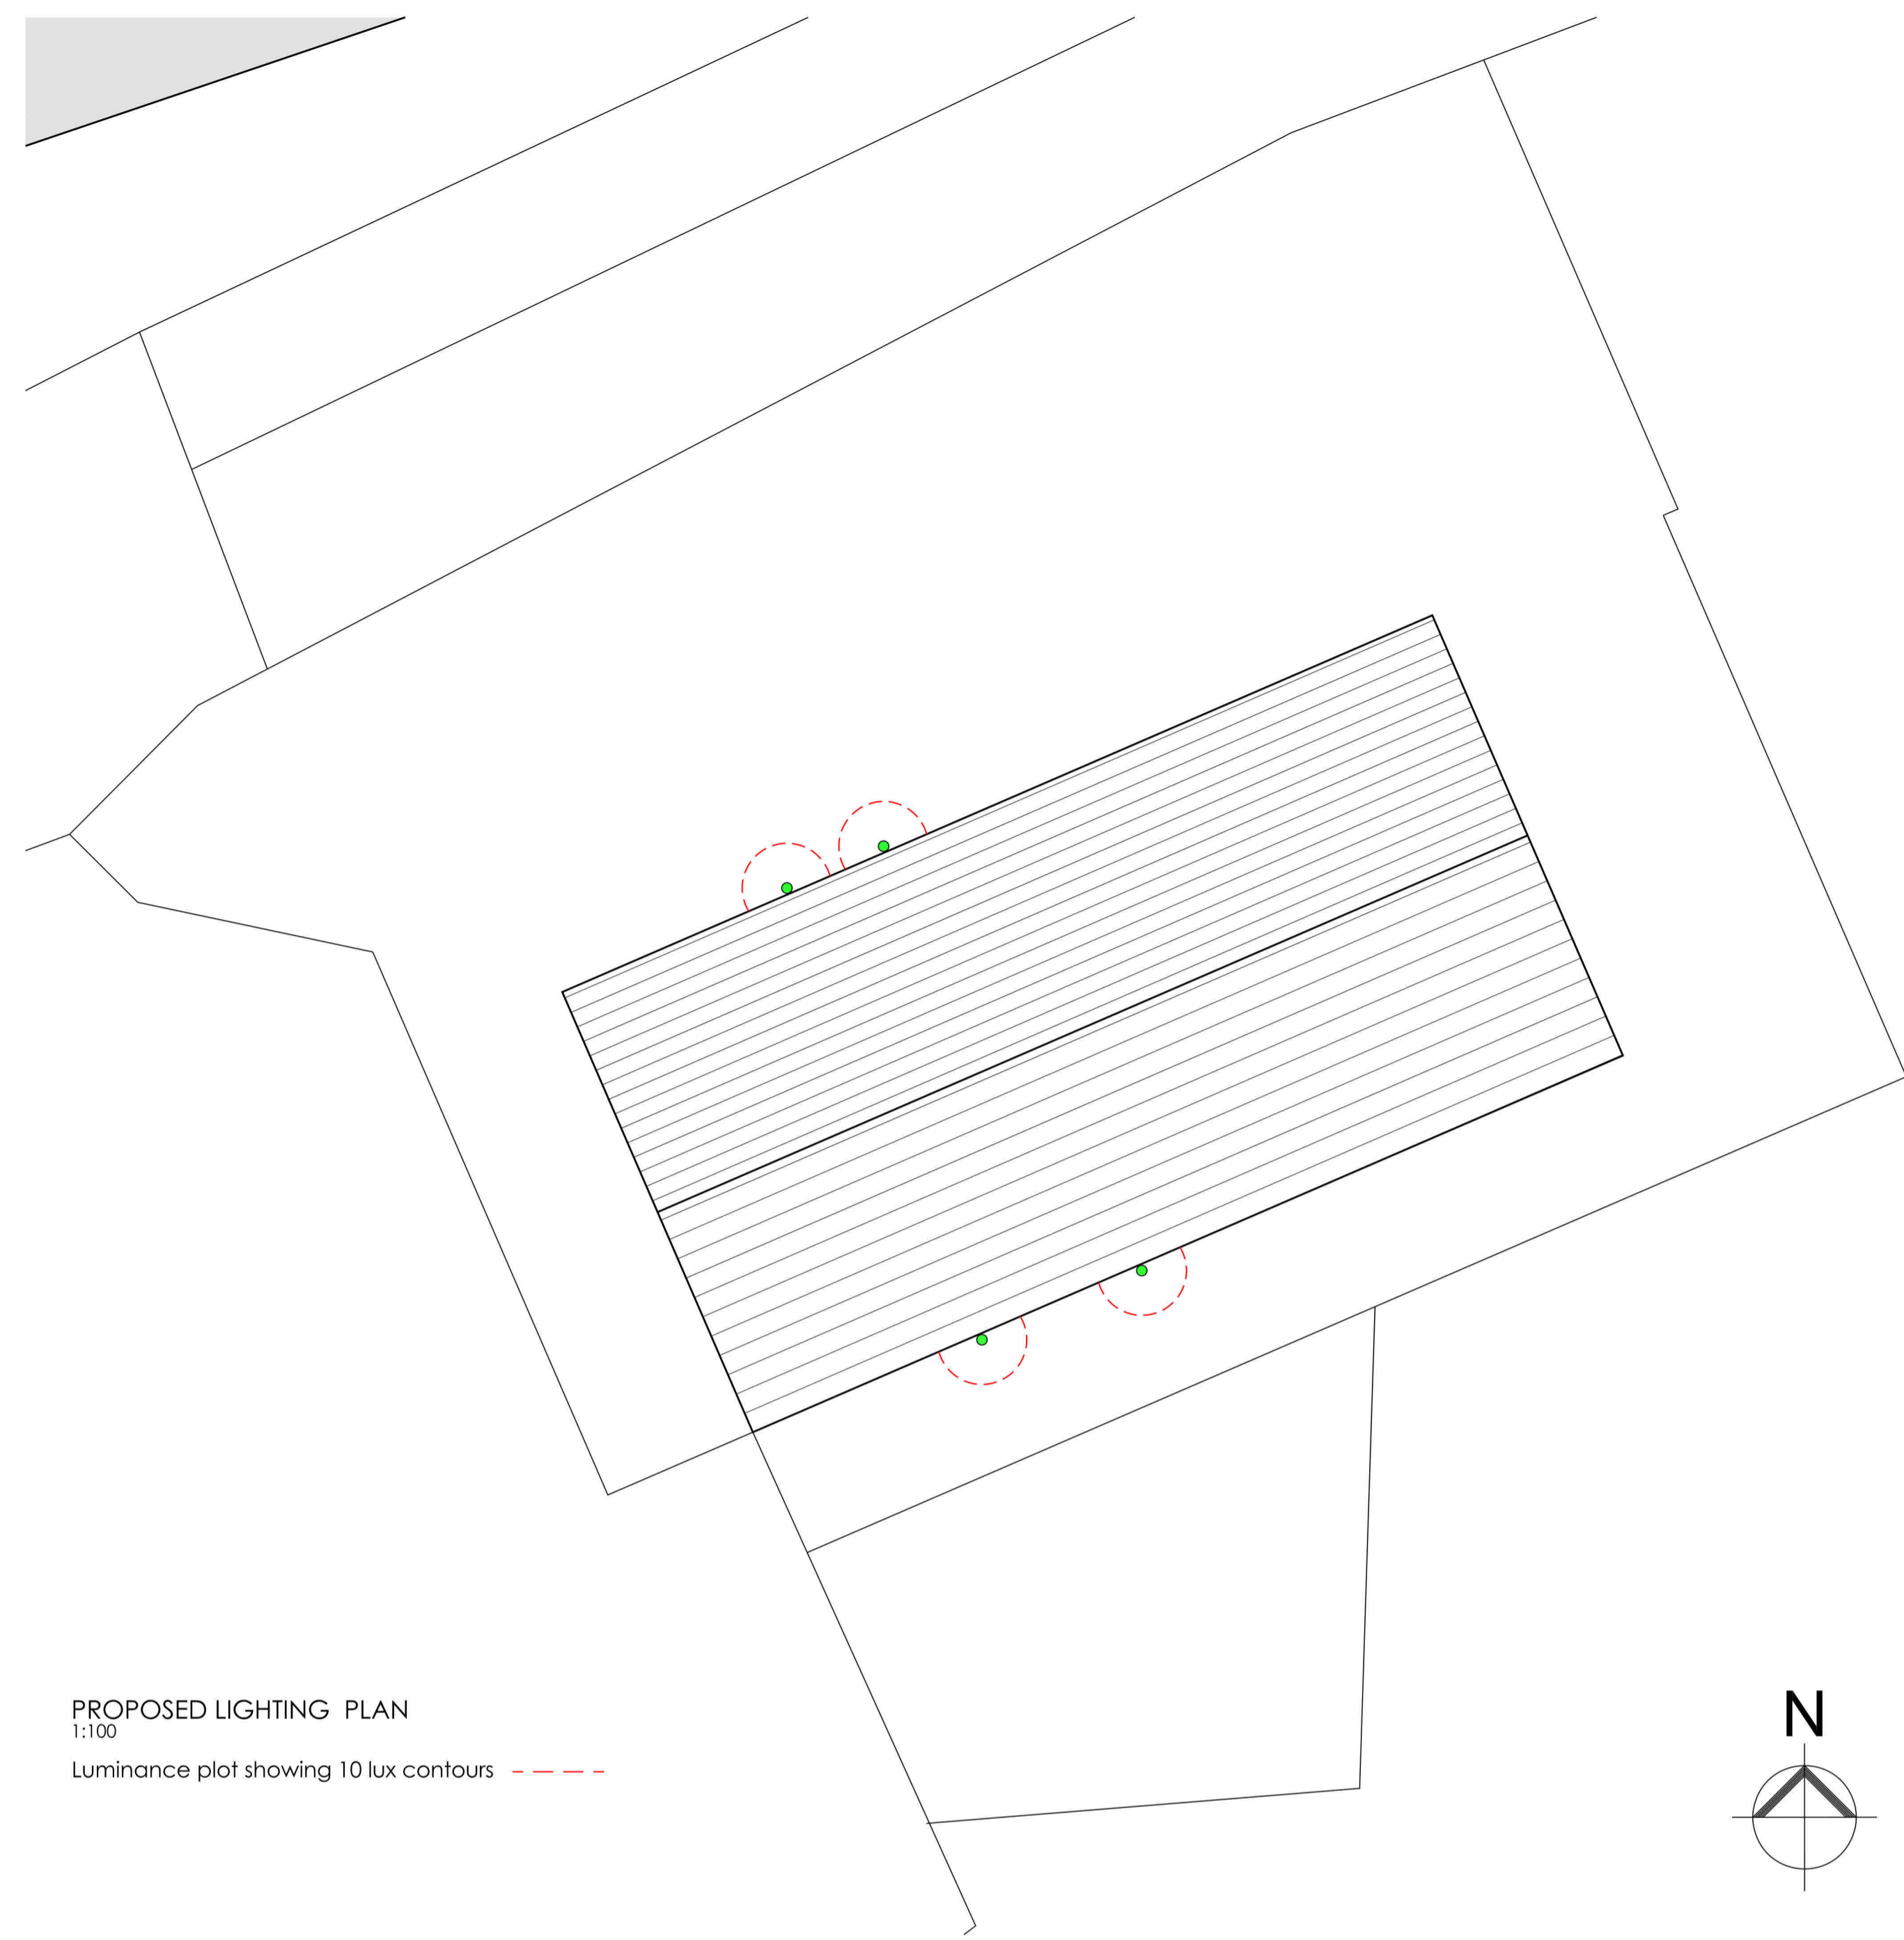 PROPOSED LIGHTING PLAN
1:100
Luminance plot showing 10 lux contours
N